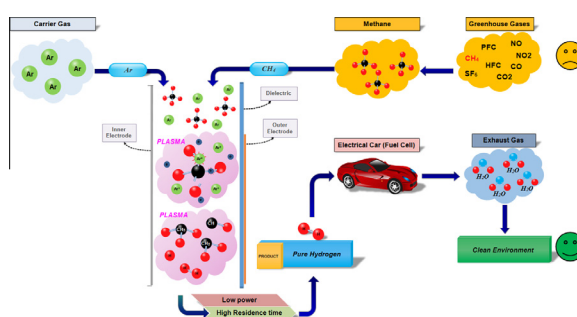 Carrier Gas
Methane
Greenhouse Gases
Ar
Ar
Ar
Ar
Ar
CH₄
PFC
NO
CH₄
NO2
HFC
CO
SF₆
CO2
Dielectric
Inner
Electrode
Outer
Electrode
PLASMA
Electrical Car (Fuel Cell)
Exhaust Gas
H₂O
H₂O
H₂O
H₂O
PLASMA
PRODUCT
Pure Hydrogen
Clean Environment
Low power
High Residence time